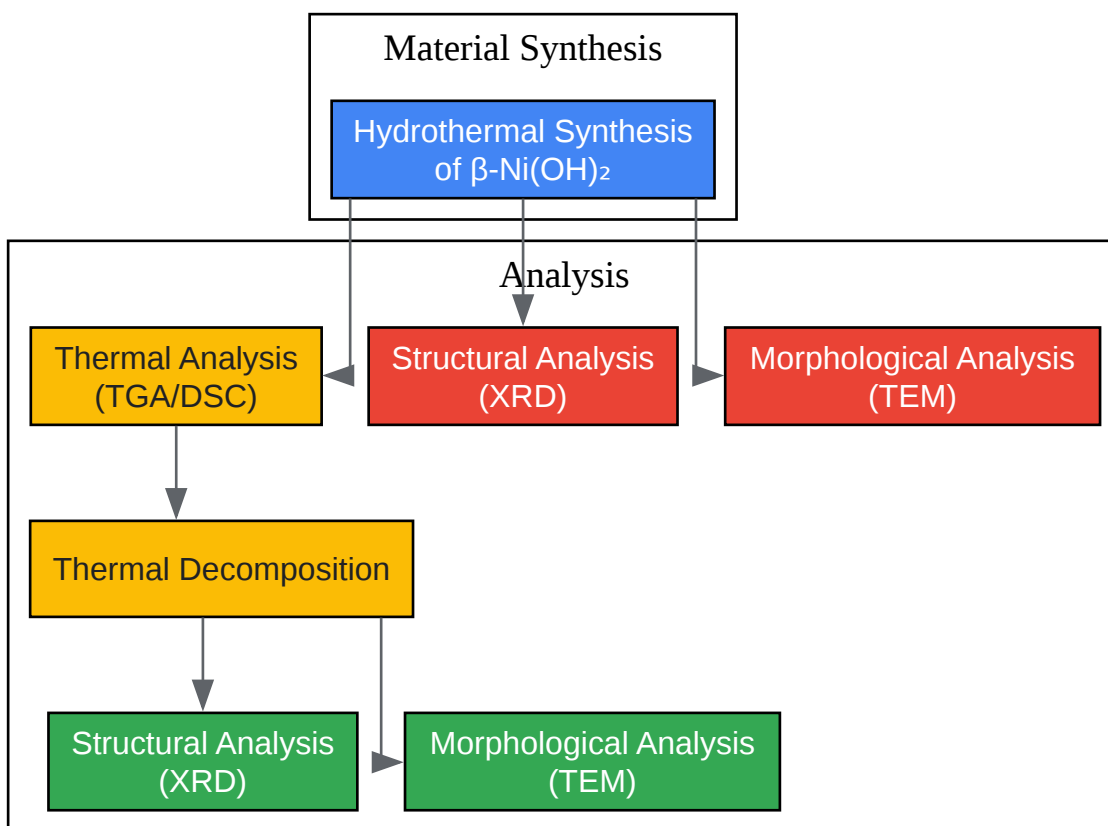 Material Synthesis
Hydrothermal Synthesis
of β-Ni(OH)₂
Analysis
Thermal Analysis
(TGA/DSC)
Structural Analysis
(XRD)
Morphological Analysis
(TEM)
Thermal Decomposition
Structural Analysis
(XRD)
Morphological Analysis
(TEM)